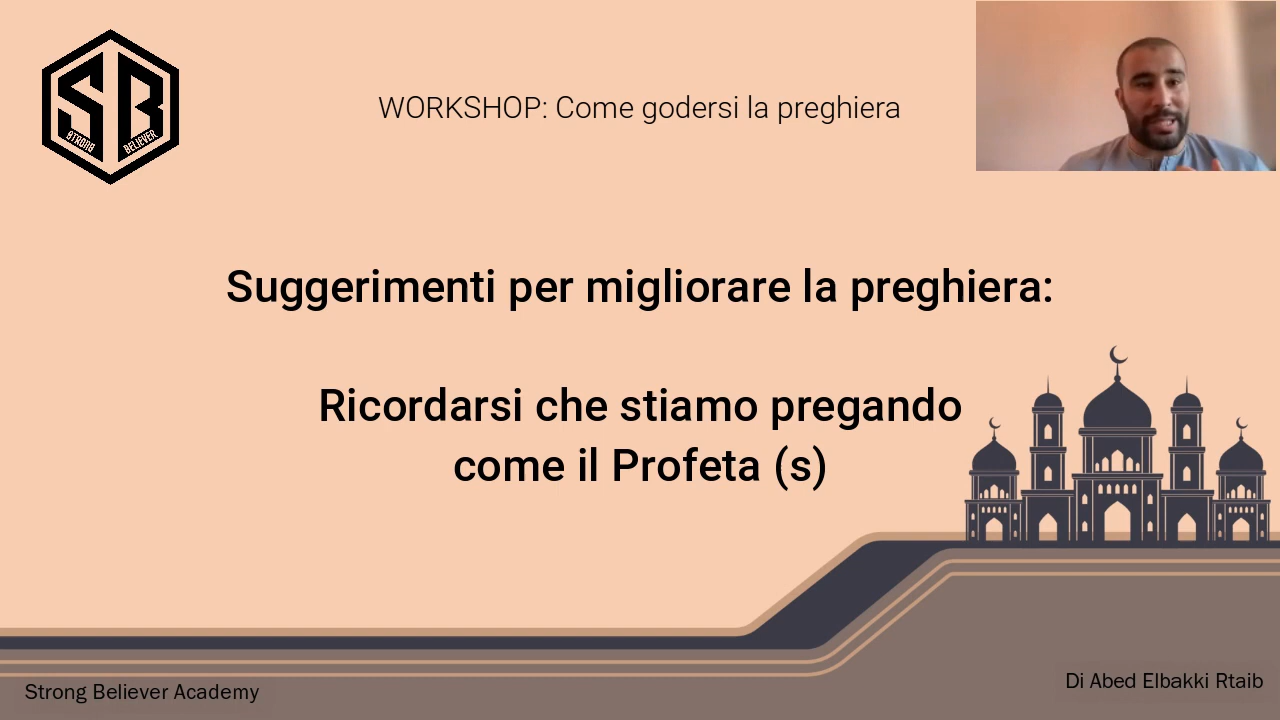 SB
STRONG BELIEVER
WORKSHOP: Come godersi la preghiera
Suggerimenti per migliorare la preghiera:
Ricordarsi che stiamo pregando
come il Profeta (s)
Strong Believer Academy
Di Abed Elbakki Rtaib